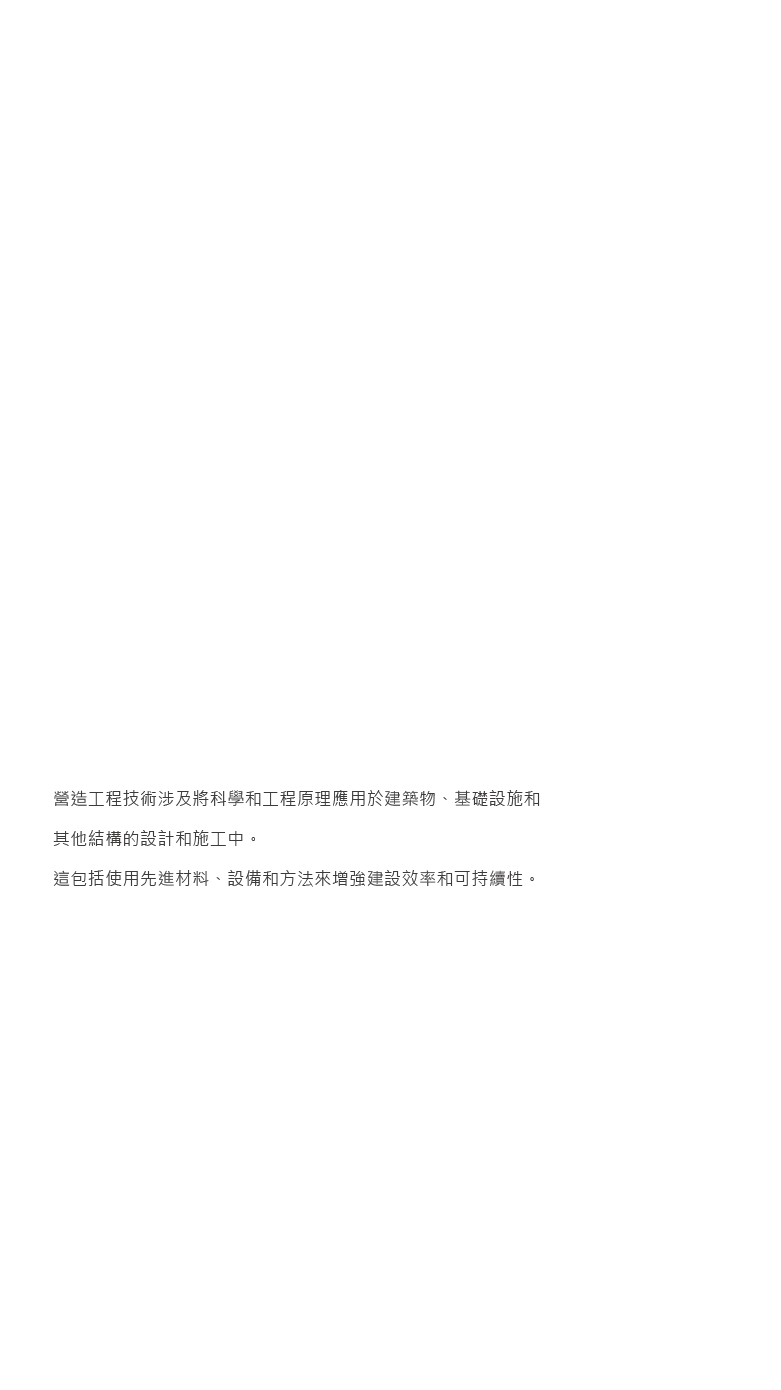 營造工程技術涉及將科學和工程原理應用於建築物、基礎設施和
其他結構的設計和施工中。
這包括使用先進材料、設備和方法來增強建設效率和可持續性。